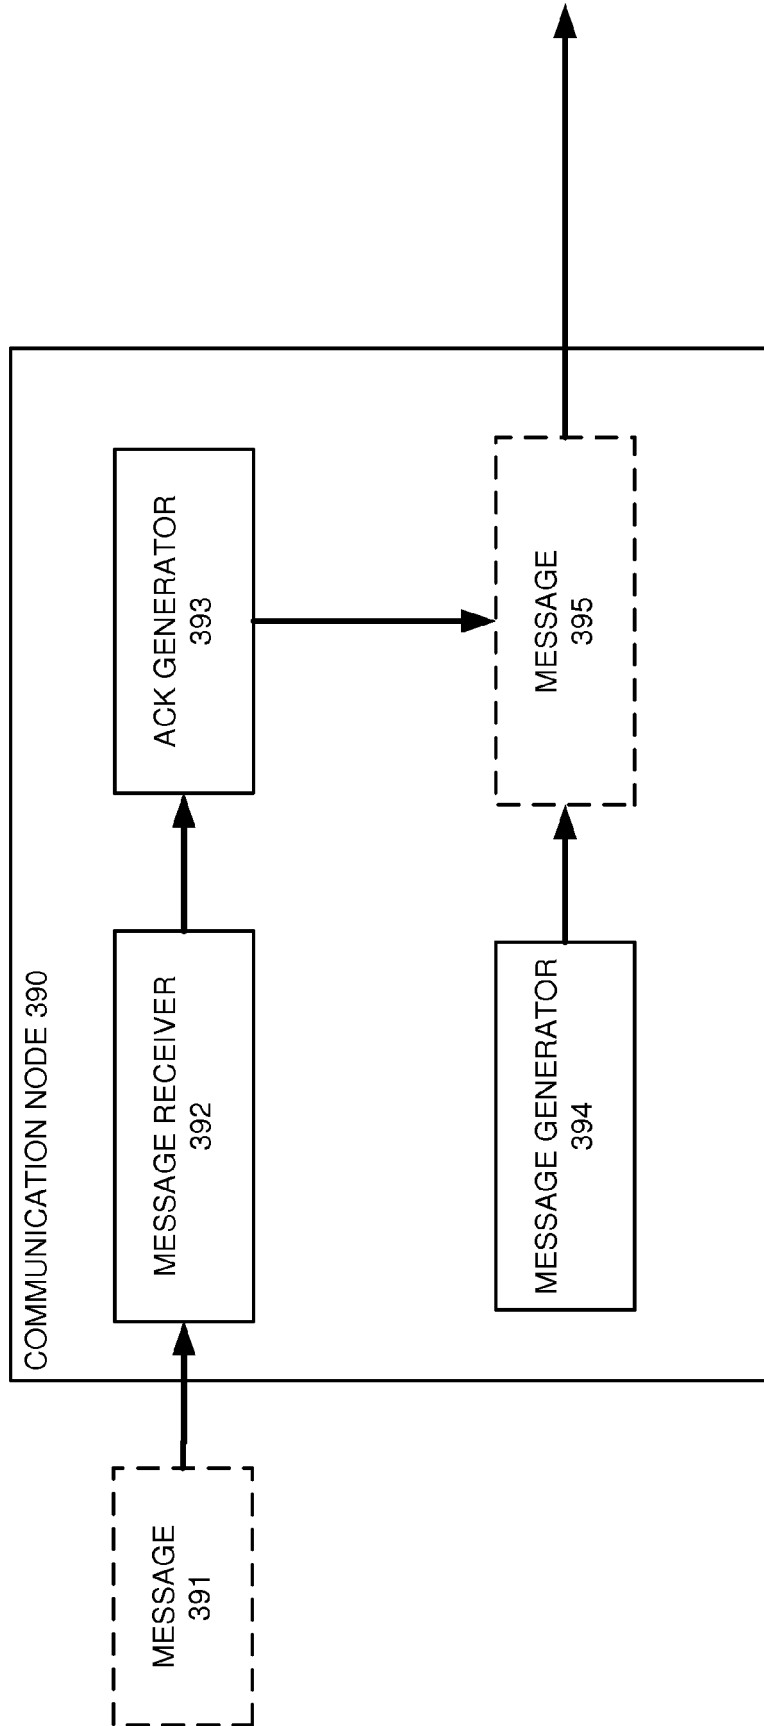 COMMUNICATION NODE 390
MESSAGE
391
MESSAGE RECEIVER
392
ACK GENERATOR
393
MESSAGE GENERATOR
394
MESSAGE
395